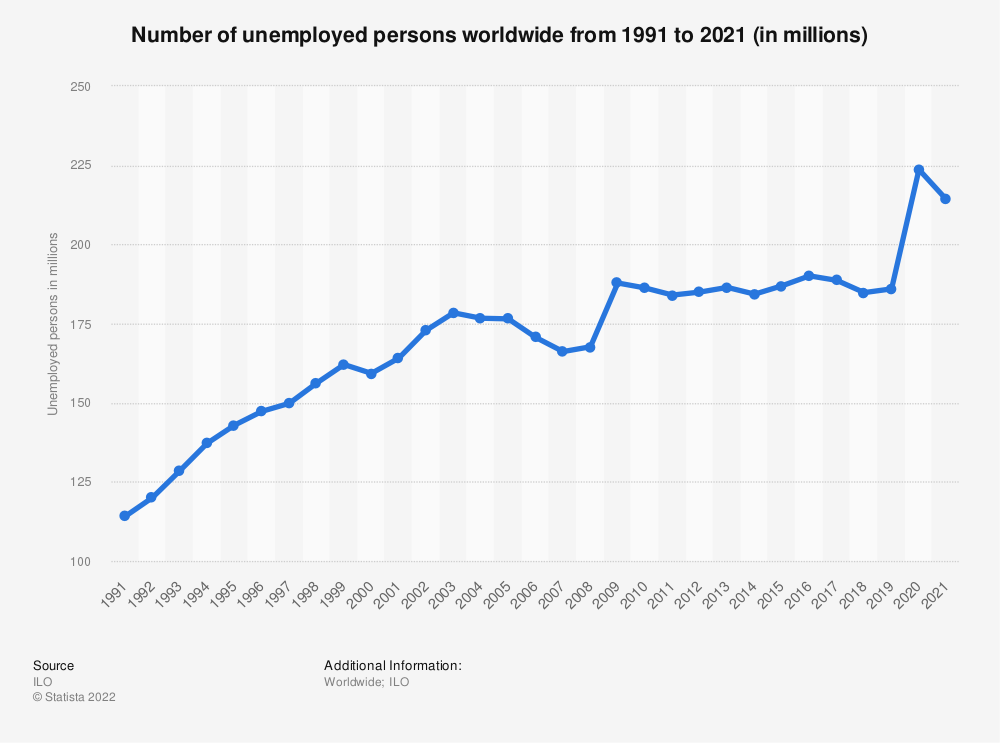 Number of unemployed persons worldwide from 1991 to 2021 (in millions)
250
225
200
175
150
125
100
Unemployed persons in millions
1991 1992 1993 1994 1995 1996 1997 1998 1999 2000 2001 2002 2003 2004 2005 2006 2007 2008 2009 2010 2011 2012 2013 2014 2015 2016 2017 2018 2019 2020 2021
Source
ILO
© Statista 2022
Additional Information:
Worldwide; ILO